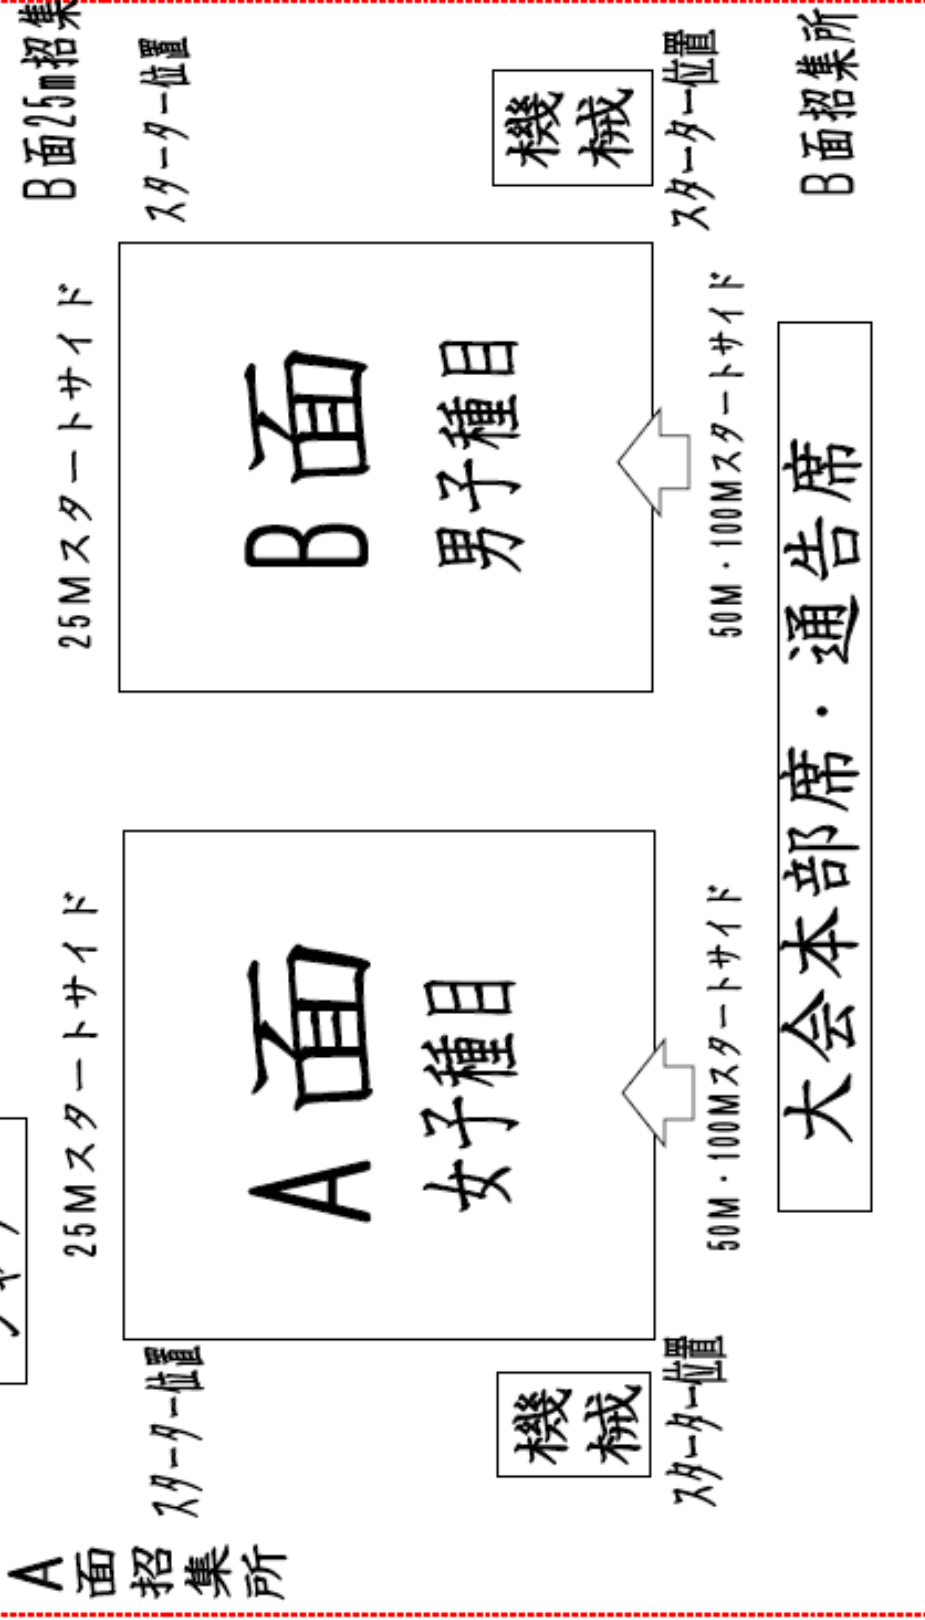 B面25m招集
スターター位置
機械
スターター位置
B面招集所
25Mスタートサイド
B面
男子種目
50M・100Mスタートサイド
大会本部席・通告席
25Mスタートサイド
A面
女子種目
50M・100Mスタートサイド
スターター位置
機械
スターター位置
A面招集所